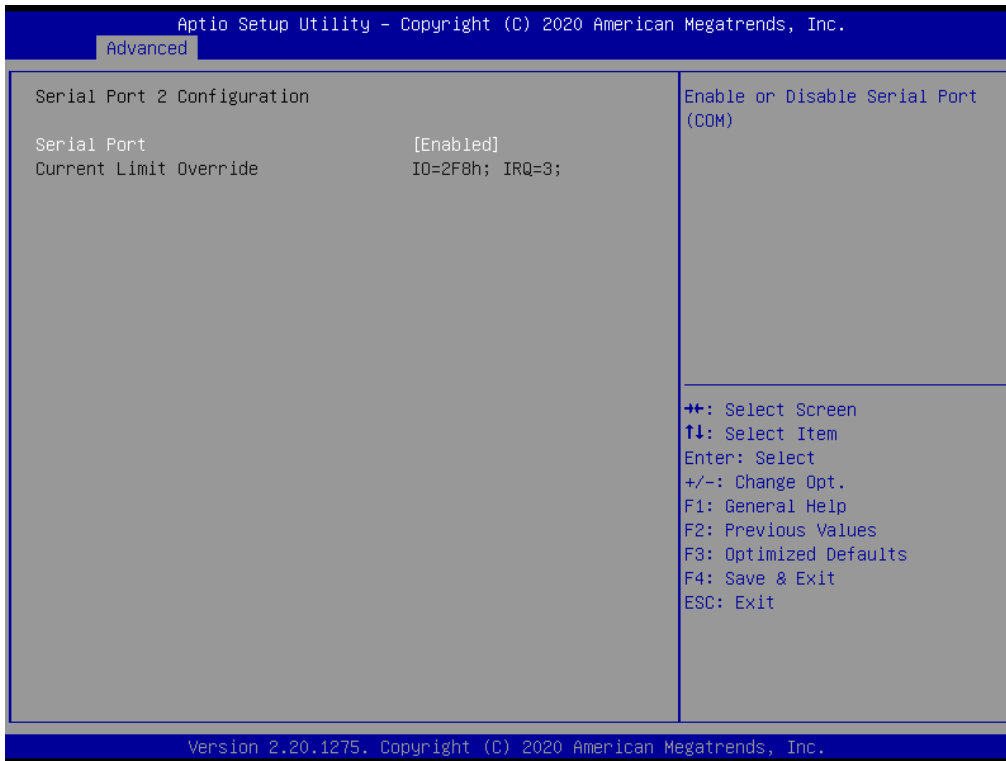 Aptio Setup Utility – Copyright (C) 2020 American Megatrends, Inc.
Advanced
Serial Port 2 Configuration
Serial Port [Enabled]
Current Limit Override IO=2F8h; IRQ=3;
Enable or Disable Serial Port
(COM)
→←: Select Screen
↑↓: Select Item
Enter: Select
+/-: Change Opt.
F1: General Help
F2: Previous Values
F3: Optimized Defaults
F4: Save & Exit
ESC: Exit
Version 2.20.1275. Copyright (C) 2020 American Megatrends, Inc.